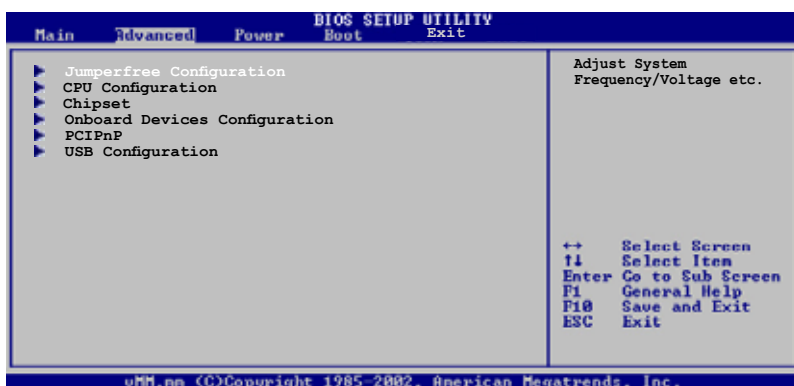 BIOS SETUP UTILITY
Main Advanced Power Boot Exit
Jumperfree Configuration
CPU Configuration
Chipset
Onboard Devices Configuration
PCIPnP
USB Configuration
Adjust System
Frequency/Voltage etc.
↔ Select Screen
↑↓ Select Item
Enter Go to Sub Screen
F1 General Help
F10 Save and Exit
ESC Exit
vMM.nn (C)Copyright 1985-2002, American Megatrends, Inc.